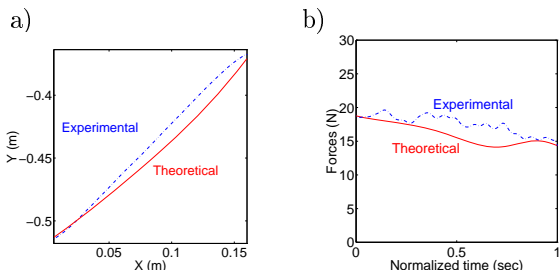 a)
−0.4
−0.45
−0.5
Y (m)
Experimental
Theoretical
0.05
0.1
0.15
X (m)
b)
30
25
20
15
10
5
0
Forces (N)
Experimental
Theoretical
0
0.5
1
Normalized time (sec)